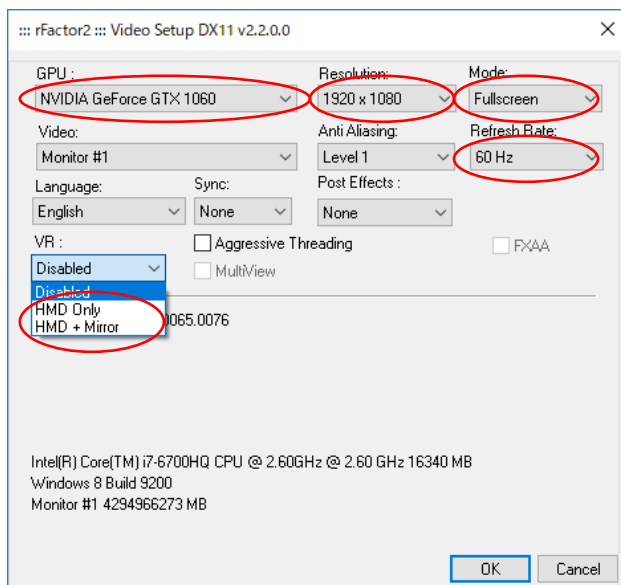 ::: rFactor2 ::: Video Setup DX11 v2.2.0.0
GPU :
Resolution:
Mode:
NVIDIA GeForce GTX 1060
1920 x 1080
Fullscreen
Video:
Anti Aliasing:
Refresh Rate:
Monitor #1
Level 1
60 Hz
Language:
Sync:
Post Effects :
English
None
None
VR :
Aggressive Threading
FXAA
Disabled
MultiView
Disabled
HMD Only
HMD + Mirror
0065.0076
Intel(R) Core(TM) i7-6700HQ CPU @ 2.60GHz @ 2.60 GHz 16340 MB
Windows 8 Build 9200
Monitor #1 4294966273 MB
OK
Cancel